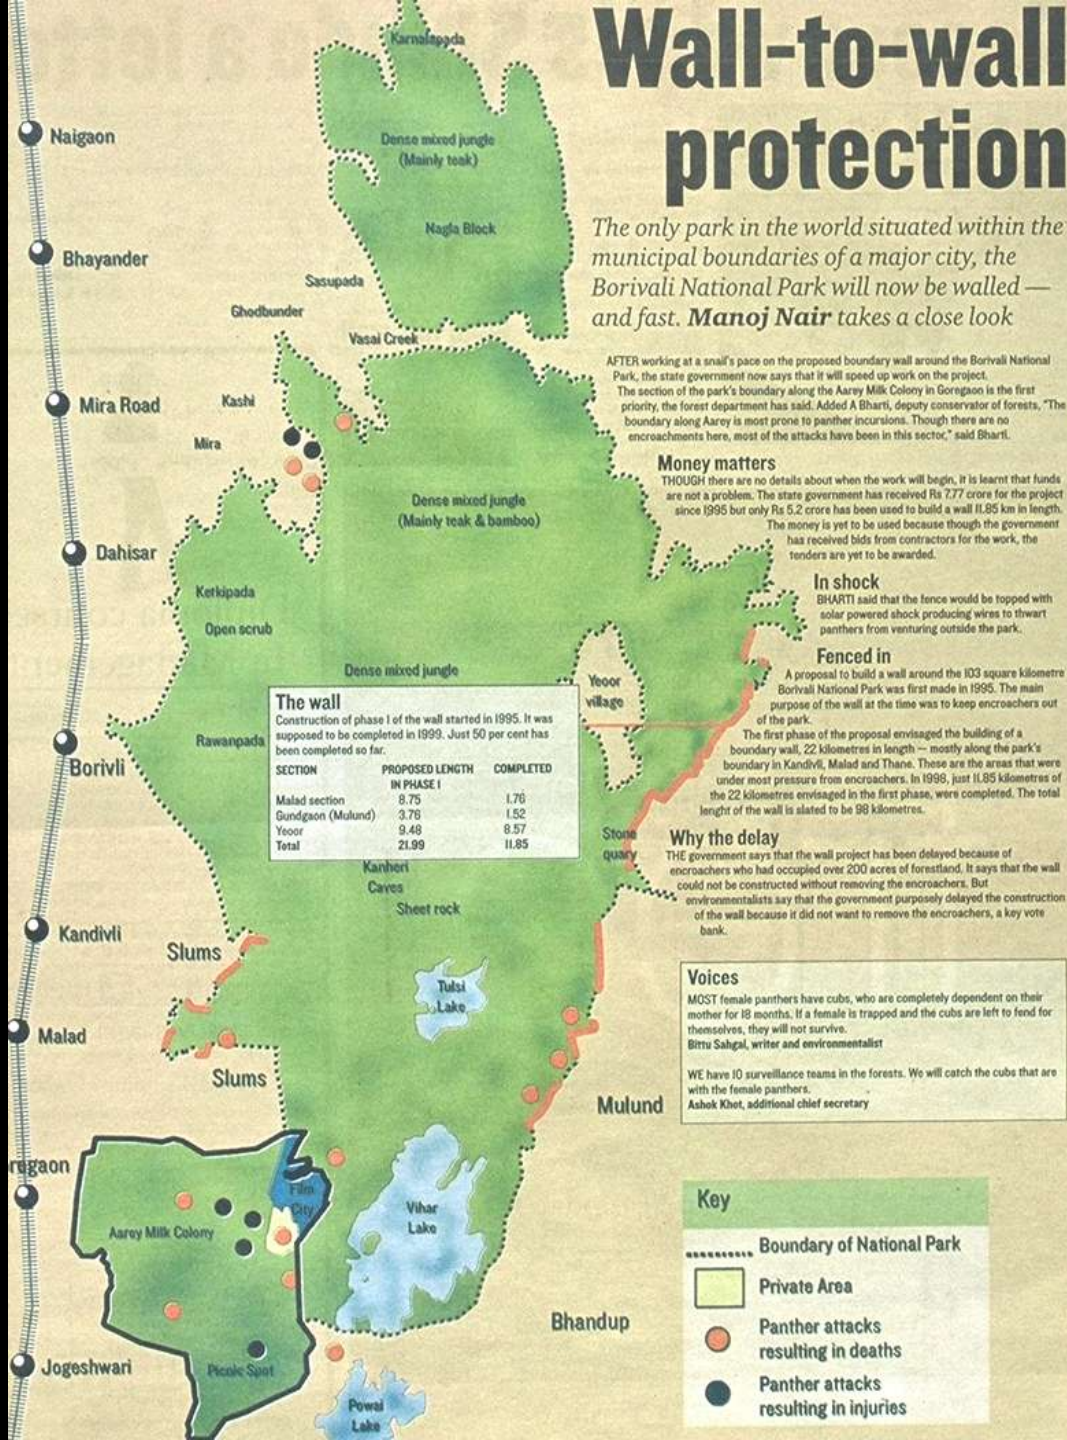 Wall-to-wall
protection
The only park in the world situated within the
municipal boundaries of a major city, the
Borivali National Park will now be walled —
and fast. Manoj Nair takes a close look
AFTER working at a snail's pace on the proposed boundary wall around the Borivali National
Park, the state government now says that it will speed up work on the project.
The section of the park's boundary along the Aarey Milk Colony in Goregaon is the first
priority, the forest department has said. Added A Bharti, deputy conservator of forests, "The
boundary along Aarey is most prone to panther incursions. Though there are no
encroachments here, most of the attacks have been in this sector," said Bharti.
Money matters
THOUGH there are no details about when the work will begin, it is learnt that funds
are not a problem. The state government has received Rs 7.77 crore for the project
since 1995 but only Rs 5.2 crore has been used to build a wall 11.85 km in length.
The money is yet to be used because though the government
has received bids from contractors for the work, the
tenders are yet to be awarded.
In shock
BHARTI said that the fence would be topped with
solar powered shock producing wires to thwart
panthers from venturing outside the park.
Fenced in
A proposal to build a wall around the 103 square kilometre
Borivali National Park was first made in 1995. The main
purpose of the wall at the time was to keep encroachers out
of the park.
The first phase of the proposal envisaged the building of a
boundary wall, 22 kilometres in length — mostly along the park's
boundary in Kandivli, Malad and Thane. These are the areas that were
under most pressure from encroachers. In 1998, just 11.85 kilometres of
the 22 kilometres envisaged in the first phase, were completed. The total
lenght of the wall is slated to be 98 kilometres.
Why the delay
THE government says that the wall project has been delayed because of
encroachers who had occupied over 200 acres of forestland. It says that the wall
could not be constructed without removing the encroachers. But
environmentalists say that the government purposely delayed the construction
of the wall because it did not want to remove the encroachers, a key vote
bank.
Voices
MOST female panthers have cubs, who are completely dependent on their
mother for 18 months. If a female is trapped and the cubs are left to fend for
themselves, they will not survive.
Bittu Sahgal, writer and environmentalist
WE have 10 surveillance teams in the forests. We will catch the cubs that are
with the female panthers.
Ashok Khot, additional chief secretary
Key
Boundary of National Park
Private Area
Panther attacks
resulting in deaths
Panther attacks
resulting in injuries
Karnalapada
Dense mixed jungle
(Mainly teak)
Nagla Block
Naigaon
Bhayander
Sasupada
Ghodbunder
Vasai Creek
Mira Road
Kashi
Mira
Dense mixed jungle
(Mainly teak & bamboo)
Dahisar
Ketkipada
Open scrub
Dense mixed jungle
Yeoor
village
The wall
Construction of phase I of the wall started in 1995. It was
supposed to be completed in 1999. Just 50 per cent has
been completed so far.
SECTION PROPOSED LENGTH COMPLETED
IN PHASE I
Malad section 8.75 1.76
Gundgaon (Mulund) 3.76 1.52
Yeoor 9.48 8.57
Total 21.99 11.85
Rawanpada
Borivli
Stone
quary
Kanheri
Caves
Sheet rock
Kandivli
Slums
Tulsi
Lake
Malad
Slums
Mulund
regaon
Film
City
Aarey Milk Colony
Vihar
Lake
Bhandup
Jogeshwari
Picnic Spot
Powai
Lake